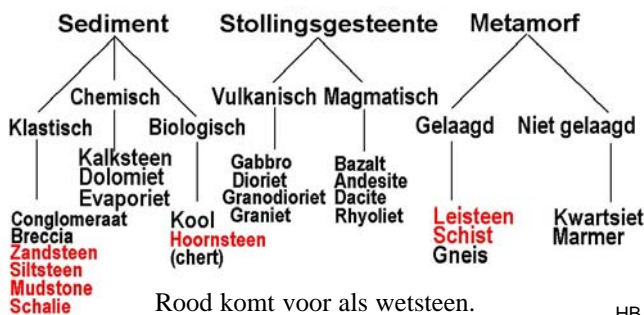 Sediment
Stollingsgesteente
Metamorf
Klastisch
Chemisch
Biologisch
Vulkanisch
Magmatisch
Gelaagd
Niet gelaagd
Conglomeraat
Breccia
Zandsteen
Siltsteen
Mudstone
Schalie
Kalksteen
Dolomiet
Evaporiet
Kool
Hoornsteen
(chert)
Gabbro
Dioriet
Granodioriet
Graniet
Bazalt
Andesite
Dacite
Rhyoliet
Leisteen
Schist
Gneis
Kwartsiet
Marmer
Rood komt voor als wetsteen.
HB